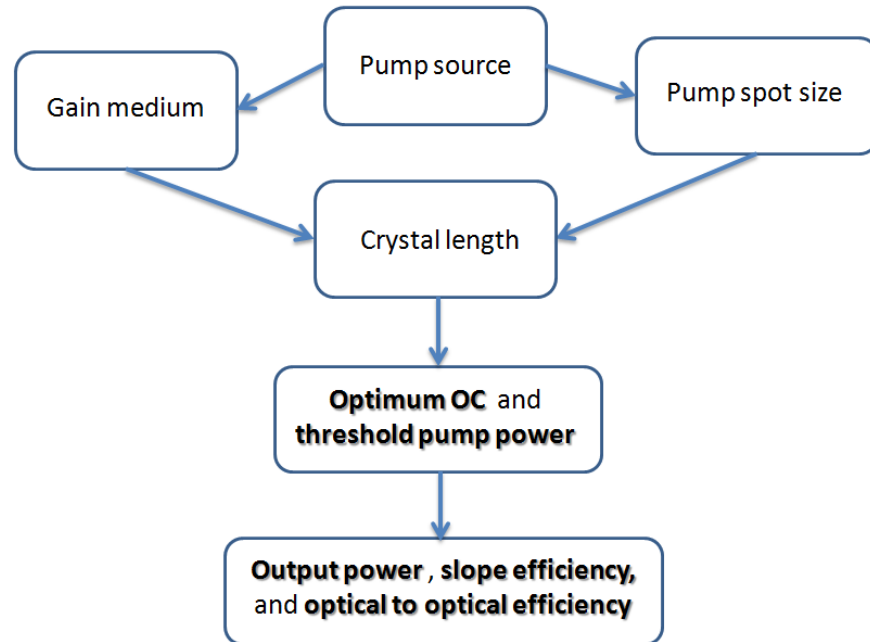 Pump source
Gain medium
Pump spot size
Crystal length
Optimum OC and
threshold pump power
Output power , slope efficiency,
and optical to optical efficiency